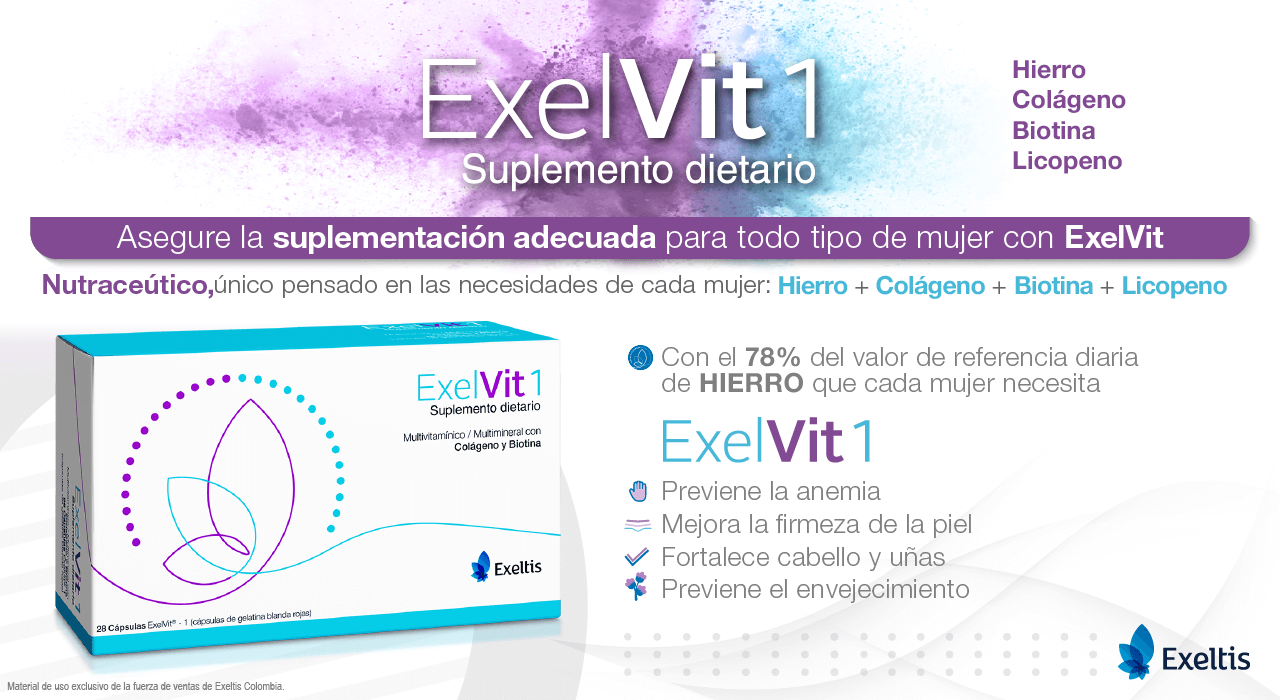 ExelVit 1
Suplemento dietario
Hierro
Colágeno
Biotina
Licopeno
Asegure la suplementación adecuada para todo tipo de mujer con ExelVit
Nutraceútico,único pensado en las necesidades de cada mujer: Hierro + Colágeno + Biotina + Licopeno
ExelVit 1
Suplemento dietario
Multivitamínico / Multimineral con
Colágeno y Biotina
Exeltis
28 Cápsulas ExelVit® - 1 (cápsulas de gelatina blanda rojas)
ExelVit 1
Con el 78% del valor de referencia diaria
de HIERRO que cada mujer necesita
ExelVit 1
Previene la anemia
Mejora la firmeza de la piel
Fortalece cabello y uñas
Previene el envejecimiento
Exeltis
Material de uso exclusivo de la fuerza de ventas de Exeltis Colombia.